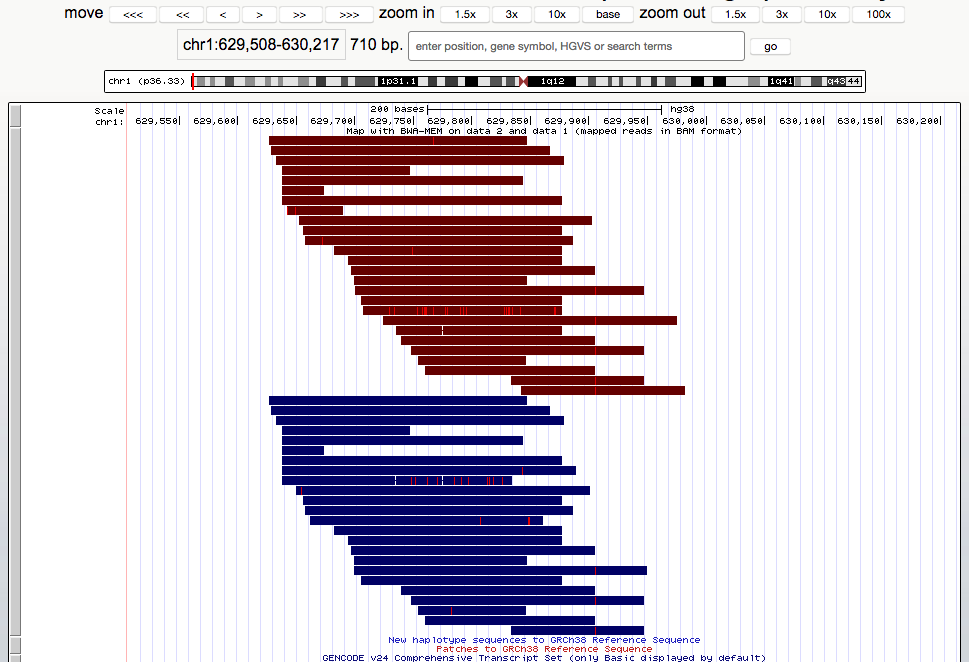 move <<< << < > >> >>> zoom in 1.5x 3x 10x base zoom out 1.5x 3x 10x 100x
chr1:629,508-630,217 710 bp. enter position, gene symbol, HGVS or search terms go
chr1 (p36.33) 1p31.1 1q12 1q41 q43 44
Scale 200 bases hg38
chr1: 629,550 629,600 629,650 629,700 629,750 629,800 629,850 629,900 629,950 630,000 630,050 630,100 630,150 630,200
Map with BWA-MEM on data 2 and data 1 (mapped reads in BAM format)
New haplotype sequences to GRCh38 Reference Sequence
Patches to GRCh38 Reference Sequence
GENCODE v24 Comprehensive Transcript Set (only Basic displayed by default)